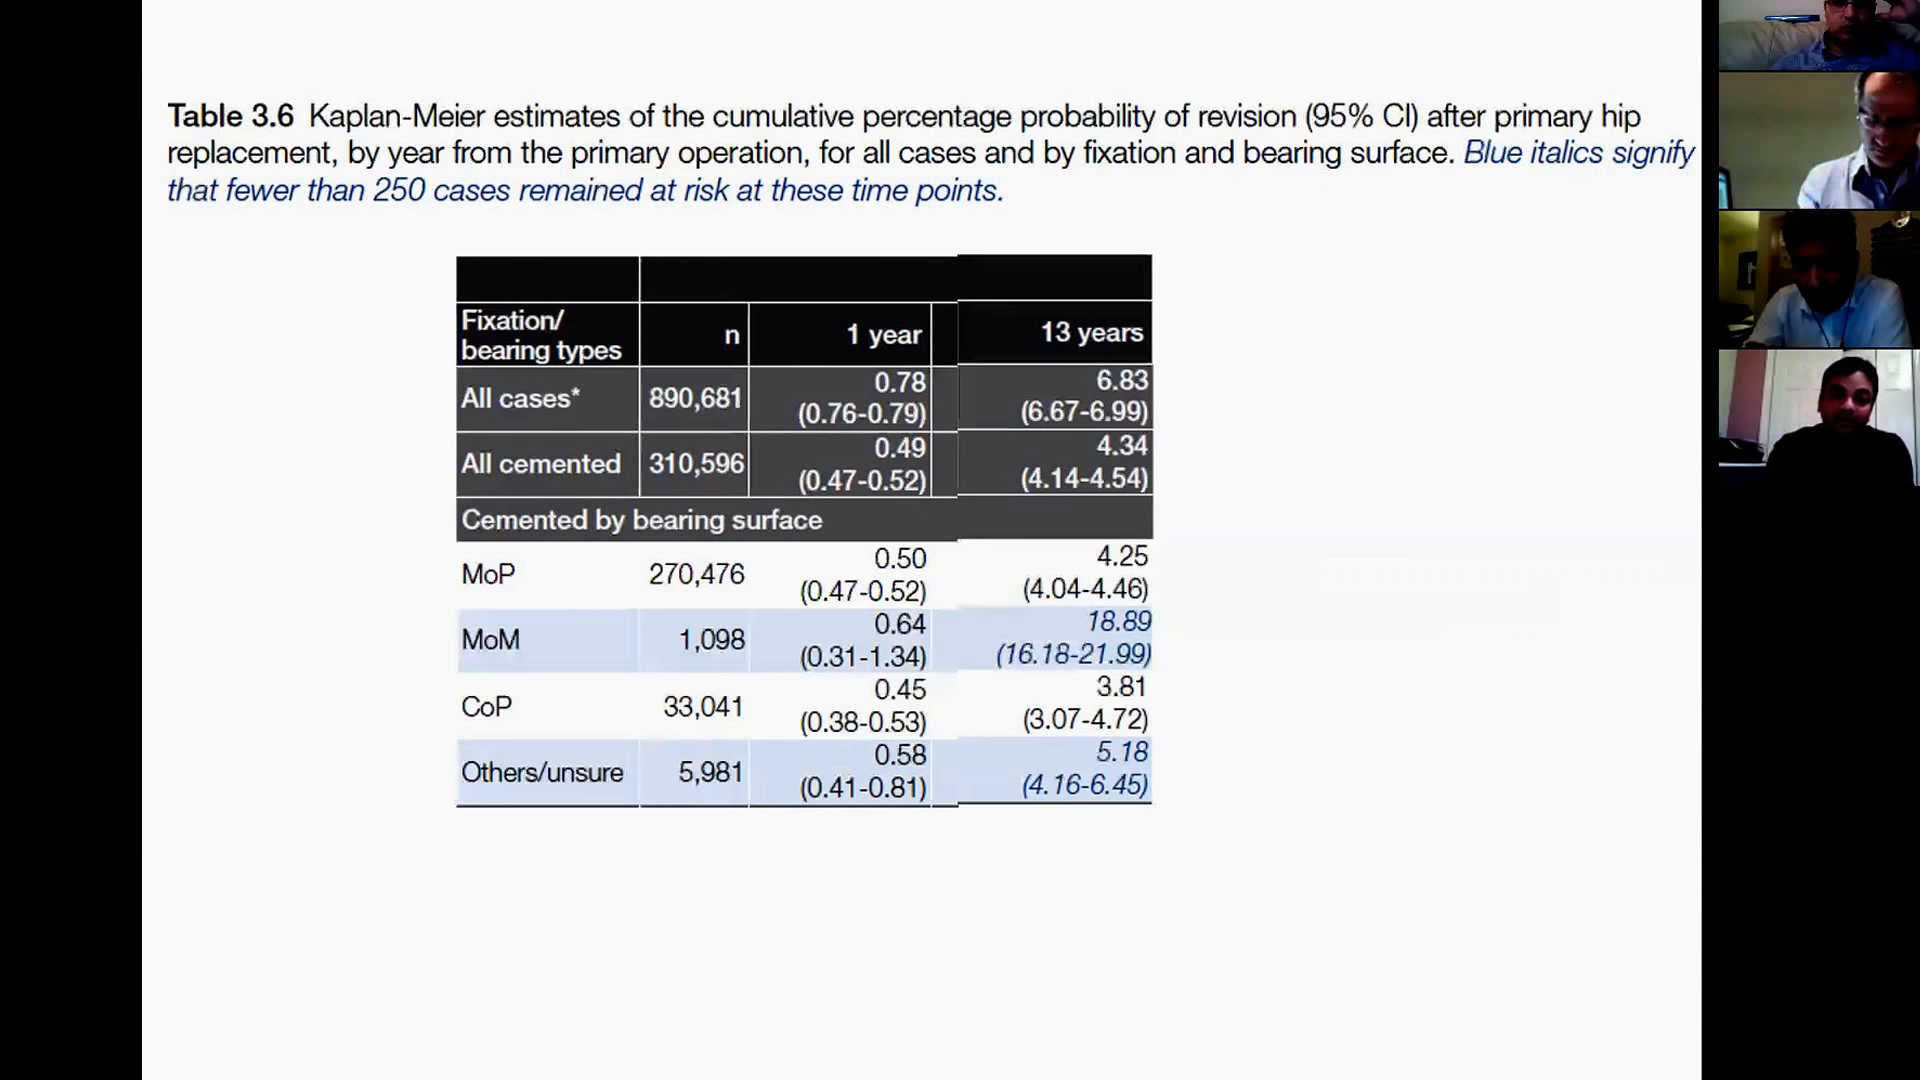 Table 3.6 Kaplan-Meier estimates of the cumulative percentage probability of revision (95% CI) after primary hip
replacement, by year from the primary operation, for all cases and by fixation and bearing surface. Blue italics signify
that fewer than 250 cases remained at risk at these time points.
Fixation/
bearing types n 1 year 13 years
All cases* 890,681 0.78 6.83
(0.76-0.79) (6.67-6.99)
All cemented 310,596 0.49 4.34
(0.47-0.52) (4.14-4.54)
Cemented by bearing surface
MoP 270,476 0.50 4.25
(0.47-0.52) (4.04-4.46)
MoM 1,098 0.64 18.89
(0.31-1.34) (16.18-21.99)
CoP 33,041 0.45 3.81
(0.38-0.53) (3.07-4.72)
Others/unsure 5,981 0.58 5.18
(0.41-0.81) (4.16-6.45)